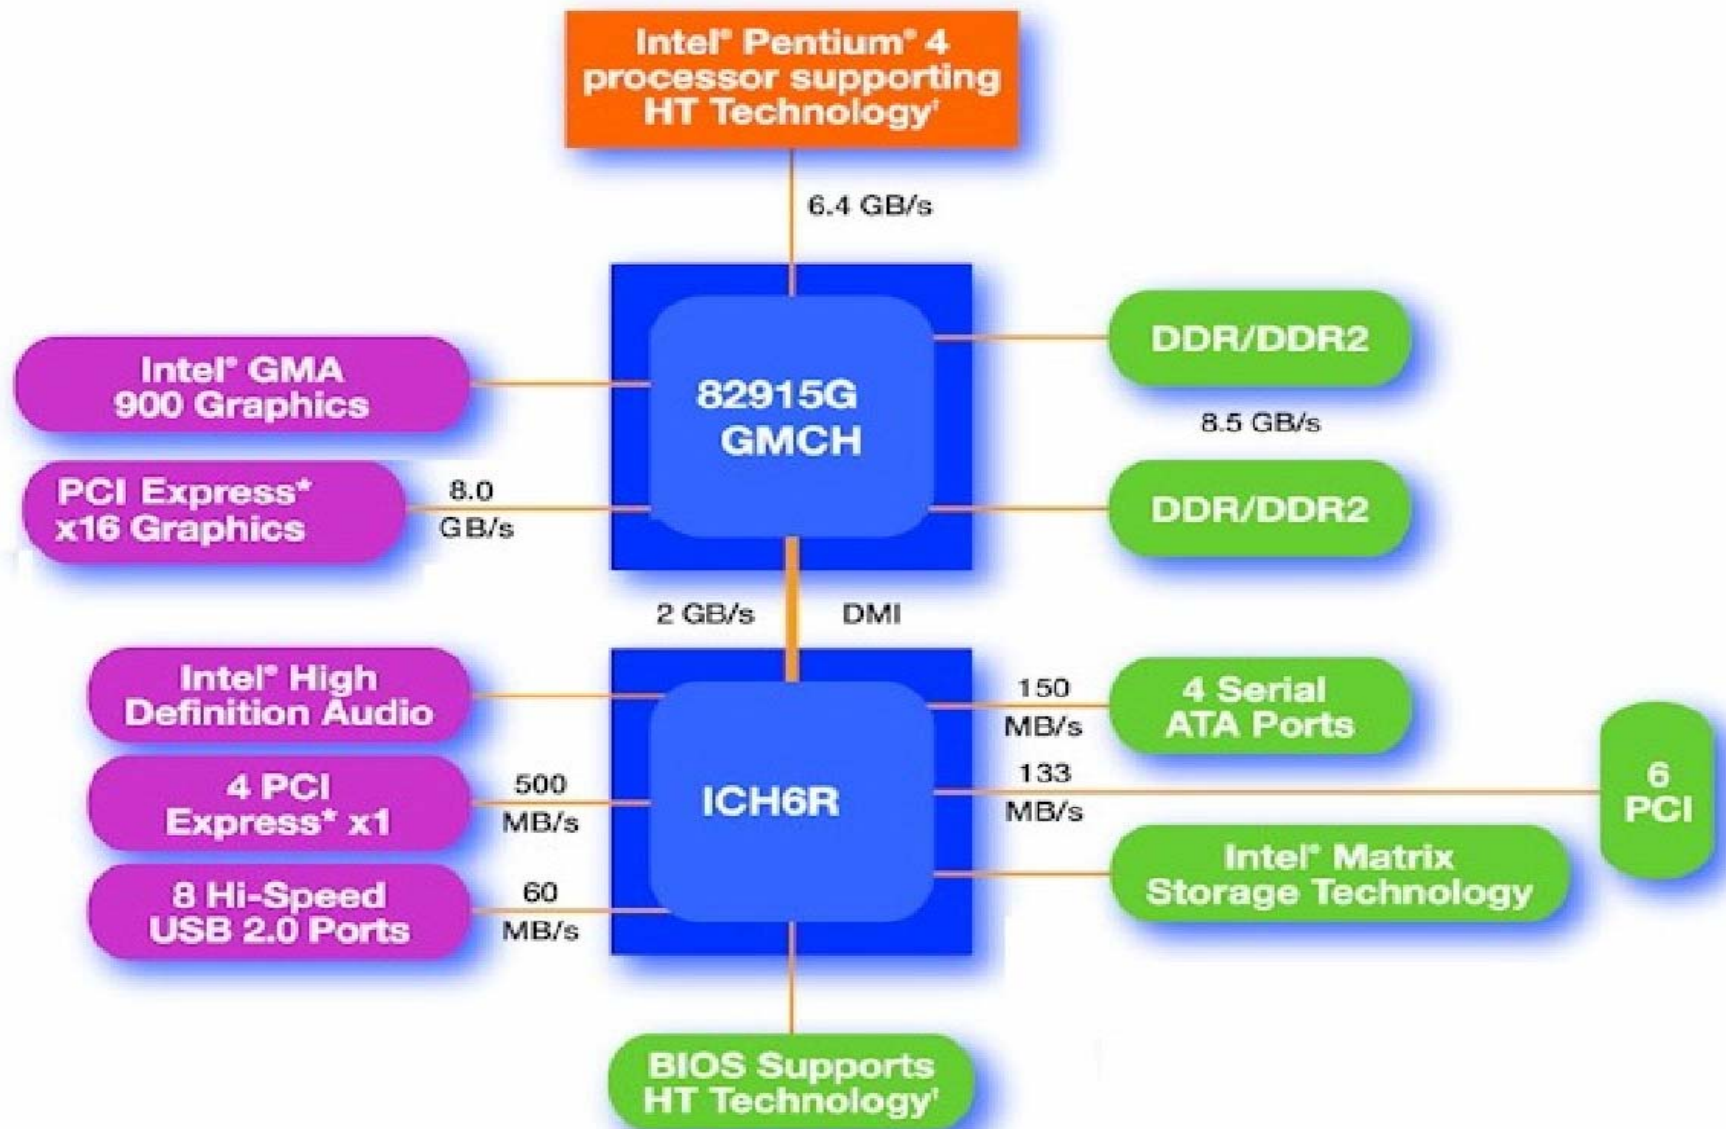 Intel® Pentium® 4
processor supporting
HT Technology†
6.4 GB/s
82915G
GMCH
Intel® GMA
900 Graphics
PCI Express*
x16 Graphics
8.0
GB/s
DDR/DDR2
8.5 GB/s
DDR/DDR2
2 GB/s
DMI
Intel® High
Definition Audio
4 PCI
Express* x1
500
MB/s
8 Hi-Speed
USB 2.0 Ports
60
MB/s
ICH6R
150
MB/s
4 Serial
ATA Ports
133
MB/s
6
PCI
Intel® Matrix
Storage Technology
BIOS Supports
HT Technology†